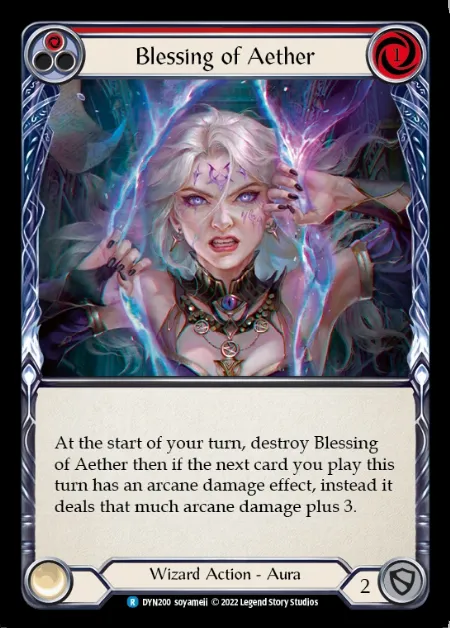 Blessing of Aether
1
At the start of your turn, destroy Blessing
of Aether then if the next card you play this
turn has an arcane damage effect, instead it
deals that much arcane damage plus 3.
Wizard Action - Aura
2
R DYN200 soyameii © 2022 Legend Story Studios